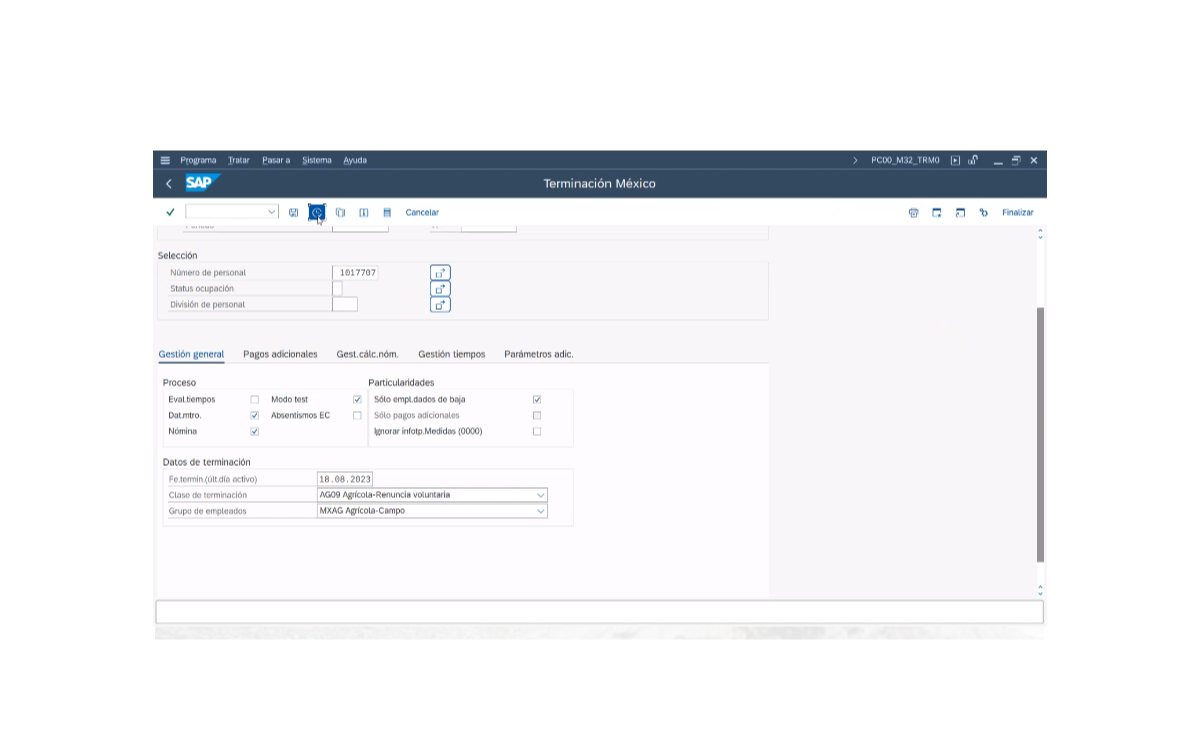 Programa Tratar Pasar a Sistema Ayuda PC00_M32_TRM0
SAP Terminación México
Cancelar Finalizar
Selección
Número de personal 1017707
Status ocupación
División de personal
Gestión general Pagos adicionales Gest.cálc.nóm. Gestión tiempos Parámetros adic.
Proceso Particularidades
Eval.tiempos Modo test Sólo empl.dados de baja
Dat.mtro. Absentismos EC Sólo pagos adicionales
Nómina Ignorar infotp.Medidas (0000)
Datos de terminación
Fe.termin.(últ.día activo) 18.08.2023
Clase de terminación AG09 Agrícola-Renuncia voluntaria
Grupo de empleados MXAG Agrícola-Campo